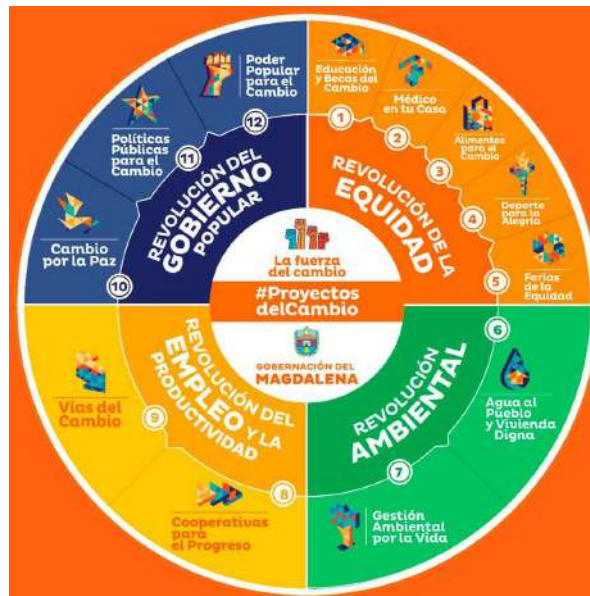 La fuerza
del cambio
#Proyectos
delCambio
GOBERNACIÓN DEL
MAGDALENA
REVOLUCIÓN DE LA
EQUIDAD
1
Educación
y Becas del
Cambio
2
Médico
en tu Casa
3
Alimentos
para el
Cambio
4
Deporte
para la
Alegría
5
Ferias
de la
Equidad
REVOLUCIÓN
AMBIENTAL
6
Agua al
Pueblo
y Vivienda
Digna
7
Gestión
Ambiental
por la Vida
REVOLUCIÓN DEL
EMPLEO Y LA
PRODUCTIVIDAD
8
Cooperativas
para
el Progreso
9
Vías del
Cambio
REVOLUCIÓN DEL
GOBIERNO
POPULAR
10
Cambio
por la Paz
11
Políticas
Públicas
para el
Cambio
12
Poder
Popular
para el
Cambio